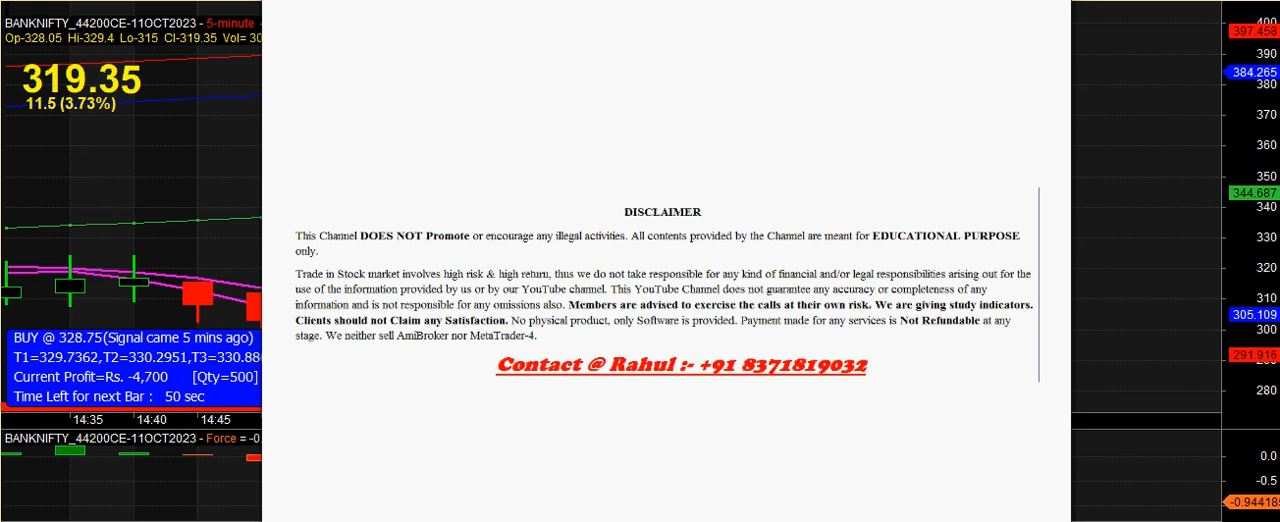 BANKNIFTY_44200CE-11OCT2023 - 5-minute -
Op-328.05 Hi-329.4 Lo-315 Cl-319.35 Vol= 30
319.35
11.5 (3.73%)
BUY @ 328.75(Signal came 5 mins ago)
T1=329.7362,T2=330.2951,T3=330.88
Current Profit=Rs. -4,700 [Qty=500]
Time Left for next Bar : 50 sec
14:35 14:40 14:45
BANKNIFTY_44200CE-11OCT2023 - Force = -0
DISCLAIMER
This Channel DOES NOT Promote or encourage any illegal activities. All contents provided by the Channel are meant for EDUCATIONAL PURPOSE
only.
Trade in Stock market involves high risk & high return, thus we do not take responsible for any kind of financial and/or legal responsibilities arising out for the
use of the information provided by us or by our YouTube channel. This YouTube Channel does not guarantee any accuracy or completeness of any
information and is not responsible for any omissions also. Members are advised to exercise the calls at their own risk. We are giving study indicators.
Clients should not Claim any Satisfaction. No physical product, only Software is provided. Payment made for any services is Not Refundable at any
stage. We neither sell AmiBroker nor MetaTrader-4.
Contact @ Rahul :- +91 8371819032
400
397.458
390
384.265
380
370
360
350
344.687
340
330
320
310
305.109
300
291.916
280
0.0
-0.5
-0.944189